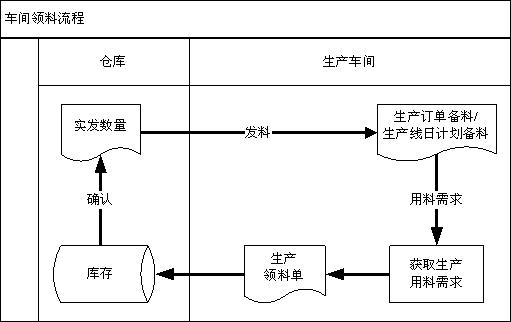 车间领料流程
仓库
生产车间
实发数量
发料
生产订单备料/
生产线日计划备料
确认
用料需求
库存
生产
领料单
获取生产
用料需求